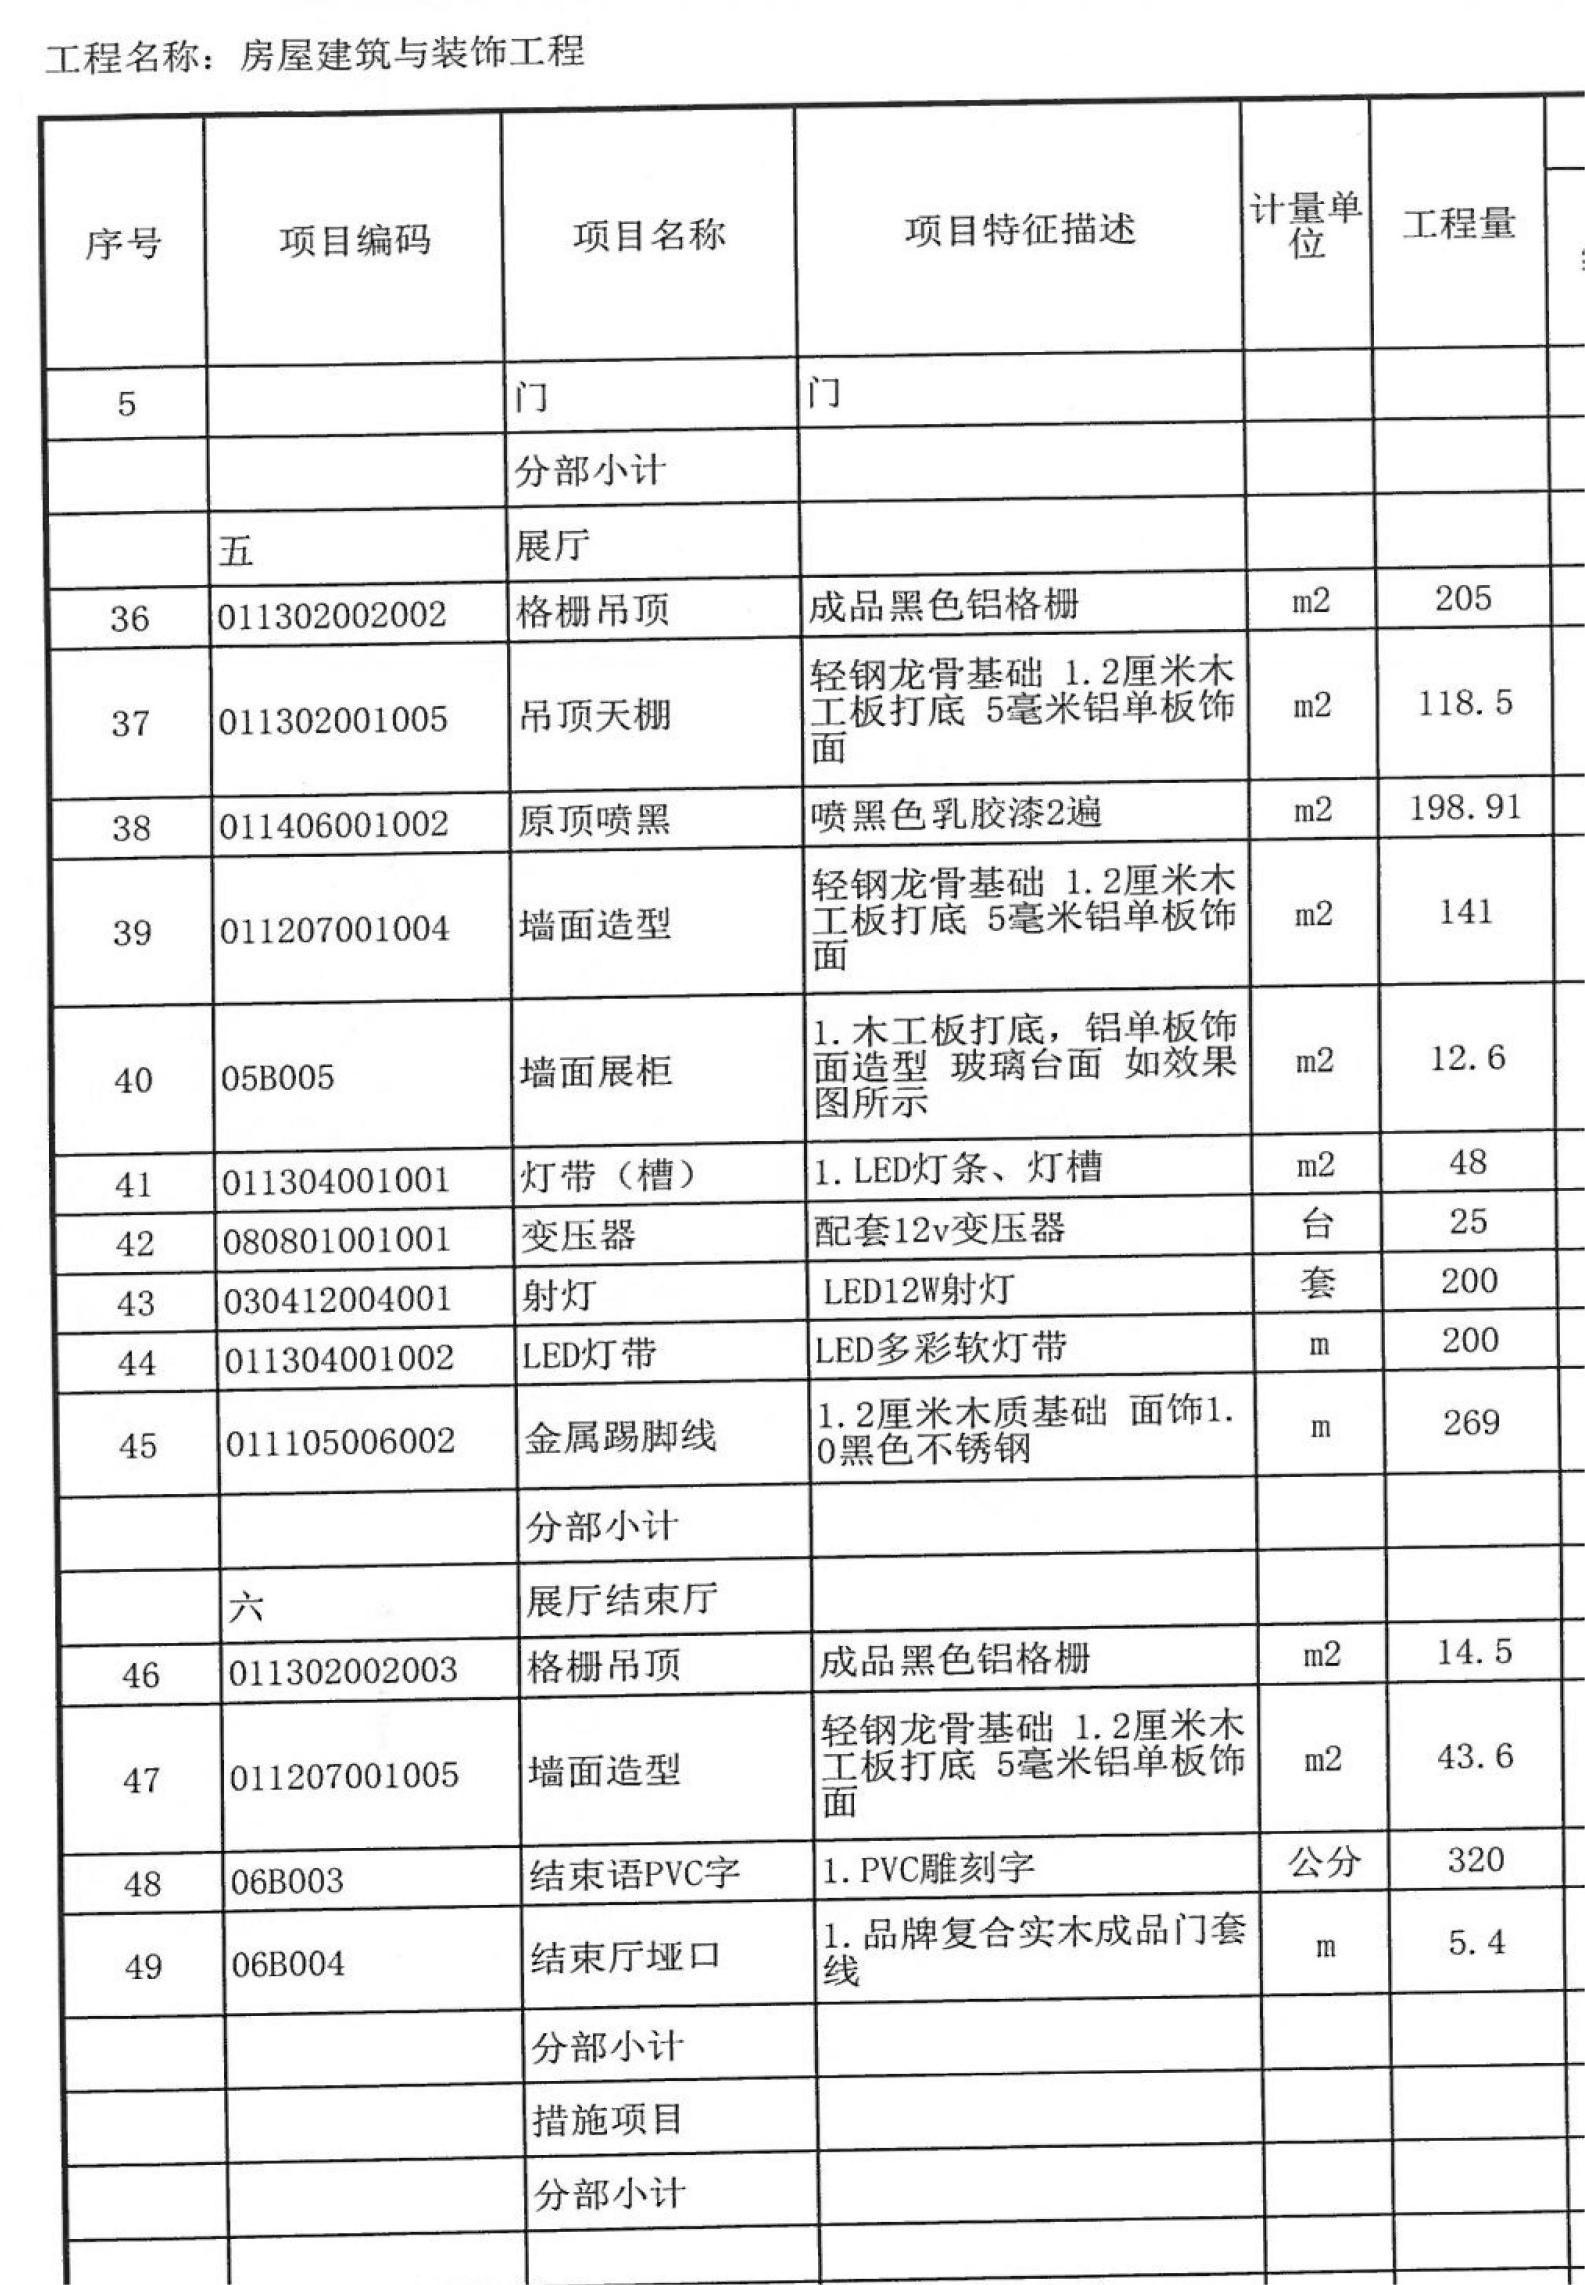 工程名称：房屋建筑与装饰工程
序号 项目编码 项目名称 项目特征描述 计量单位 工程量
5 门 门
分部小计
五 展厅
36 011302002002 格栅吊顶 成品黑色铝格栅 m2 205
37 011302001005 吊顶天棚 轻钢龙骨基础 1.2厘米木
工板打底 5毫米铝单板饰
面 m2 118.5
38 011406001002 原顶喷黑 喷黑色乳胶漆2遍 m2 198.91
39 011207001004 墙面造型 轻钢龙骨基础 1.2厘米木
工板打底 5毫米铝单板饰
面 m2 141
40 05B005 墙面展柜 1.木工板打底，铝单板饰
面造型 玻璃台面 如效果
图所示 m2 12.6
41 011304001001 灯带（槽） 1.LED灯条、灯槽 m2 48
42 080801001001 变压器 配套12v变压器 台 25
43 030412004001 射灯 LED12W射灯 套 200
44 011304001002 LED灯带 LED多彩软灯带 m 200
45 011105006002 金属踢脚线 1.2厘米木质基础 面饰1.
0黑色不锈钢 m 269
分部小计
六 展厅结束厅
46 011302002003 格栅吊顶 成品黑色铝格栅 m2 14.5
47 011207001005 墙面造型 轻钢龙骨基础 1.2厘米木
工板打底 5毫米铝单板饰
面 m2 43.6
48 06B003 结束语PVC字 1.PVC雕刻字 公分 320
49 06B004 结束厅垭口 1.品牌复合实木成品门套
线 m 5.4
分部小计
措施项目
分部小计